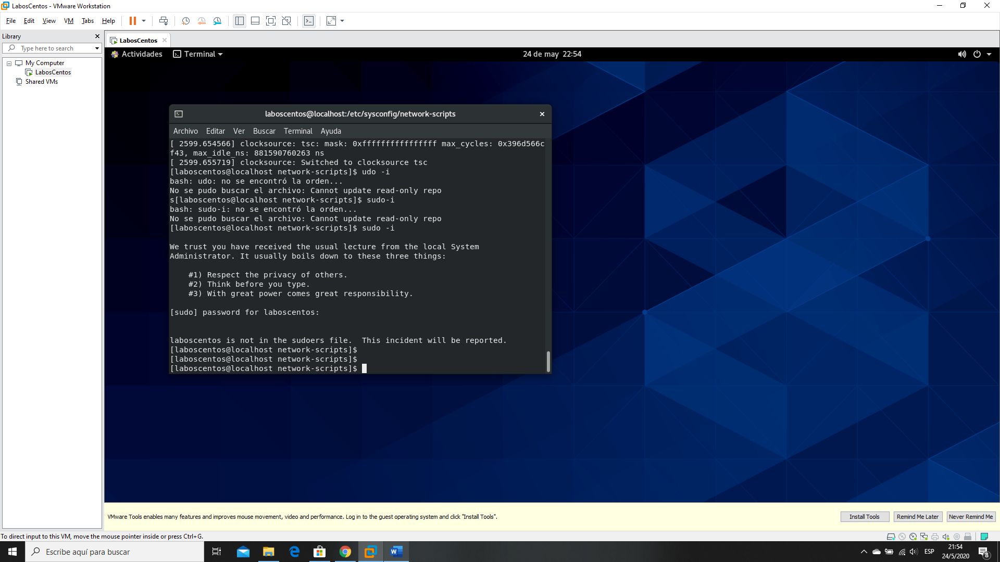 LabosCentos - VMware Workstation
File Edit View VM Tabs Help
Library
Type here to search
My Computer
LabosCentos
Shared VMs
LabosCentos
Actividades Terminal 24 de may 22:54
laboscentos@localhost:/etc/sysconfig/network-scripts
Archivo Editar Ver Buscar Terminal Ayuda
[ 2599.654566] clocksource: tsc: mask: 0xffffffffffffffff max_cycles: 0x396d566c
f43, max_idle_ns: 881590760263 ns
[ 2599.655719] clocksource: Switched to clocksource tsc
[laboscentos@localhost network-scripts]$ udo -i
bash: udo: no se encontró la orden...
No se pudo buscar el archivo: Cannot update read-only repo
s[laboscentos@localhost network-scripts]$ sudo-i
bash: sudo-i: no se encontró la orden...
No se pudo buscar el archivo: Cannot update read-only repo
[laboscentos@localhost network-scripts]$ sudo -i
We trust you have received the usual lecture from the local System
Administrator. It usually boils down to these three things:
#1) Respect the privacy of others.
#2) Think before you type.
#3) With great power comes great responsibility.
[sudo] password for laboscentos:
laboscentos is not in the sudoers file.  This incident will be reported.
[laboscentos@localhost network-scripts]$
[laboscentos@localhost network-scripts]$
[laboscentos@localhost network-scripts]$
VMware Tools enables many features and improves mouse movement, video and performance. Log in to the guest operating system and click "Install Tools".
Install Tools Remind Me Later Never Remind Me
To direct input to this VM, move the mouse pointer inside or press Ctrl+G.
Escribe aquí para buscar
ESP
21:54
24/5/2020
8